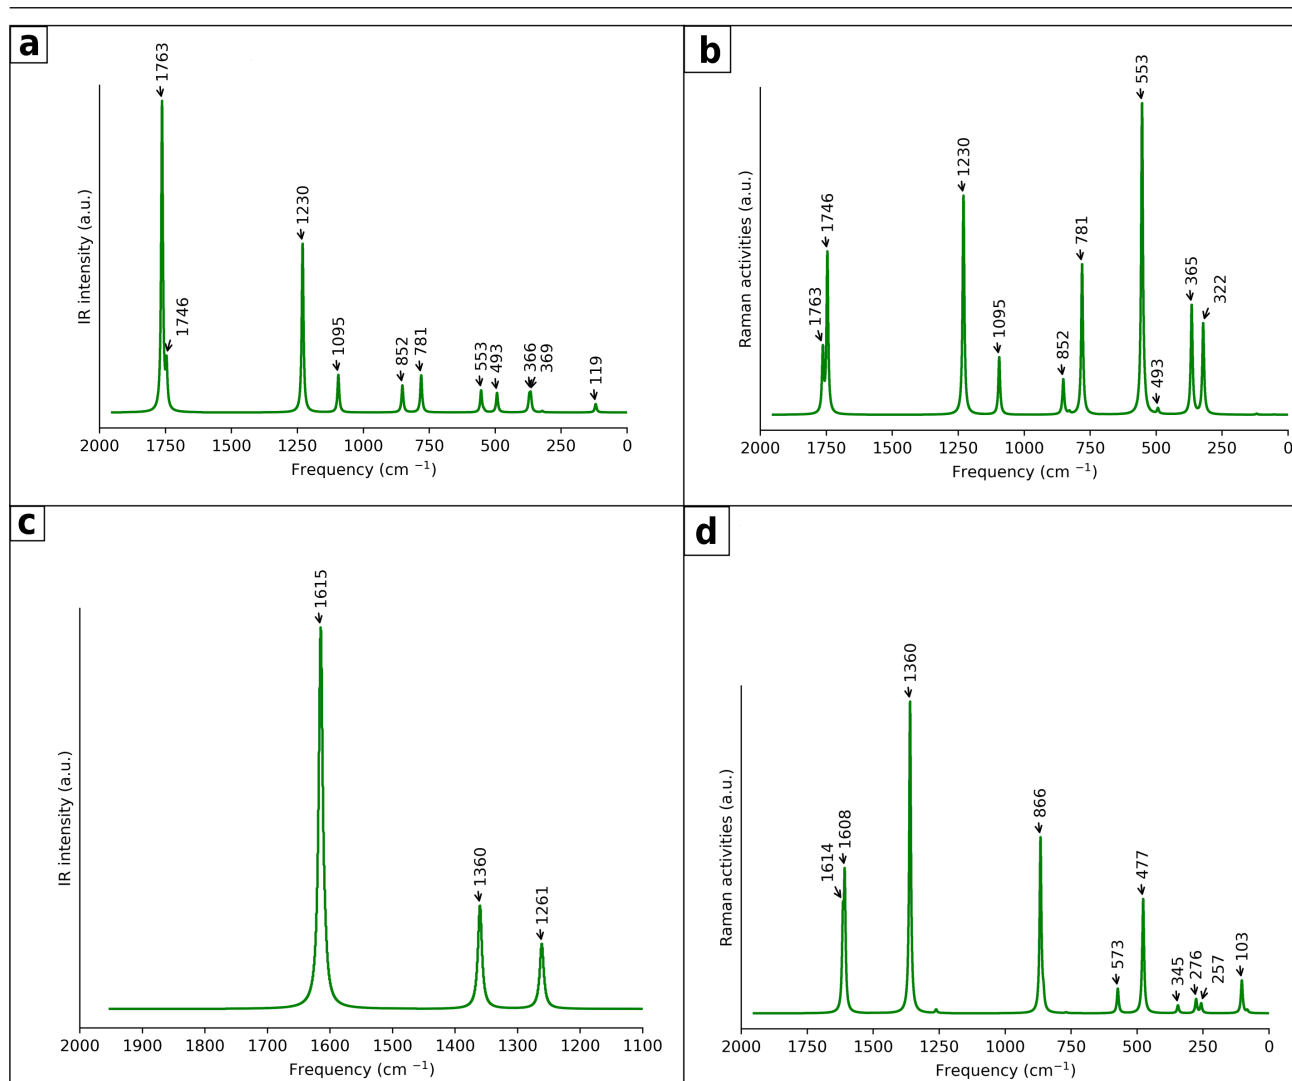 a
1763
1746
1230
1095
852
781
553
493
366
369
119
IR intensity (a.u.)
2000 1750 1500 1250 1000 750 500 250 0
Frequency (cm ⁻¹)
b
1763
1746
1230
1095
852
781
553
493
365
322
Raman activities (a.u.)
2000 1750 1500 1250 1000 750 500 250 0
Frequency (cm ⁻¹)
c
1615
1360
1261
IR intensity (a.u.)
2000 1900 1800 1700 1600 1500 1400 1300 1200 1100
Frequency (cm⁻¹)
d
1614
1608
1360
866
573
477
345
276
257
103
Raman activities (a.u.)
2000 1750 1500 1250 1000 750 500 250 0
Frequency (cm⁻¹)